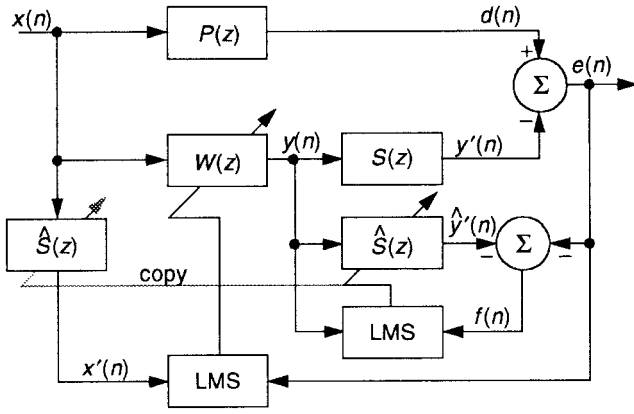 x(n)
P(z)
d(n)
+
Σ
e(n)
−
W(z)
y(n)
S(z)
y'(n)
Ŝ(z)
Ŝ(z)
ŷ'(n)
−
Σ
−
copy
LMS
f(n)
x'(n)
LMS